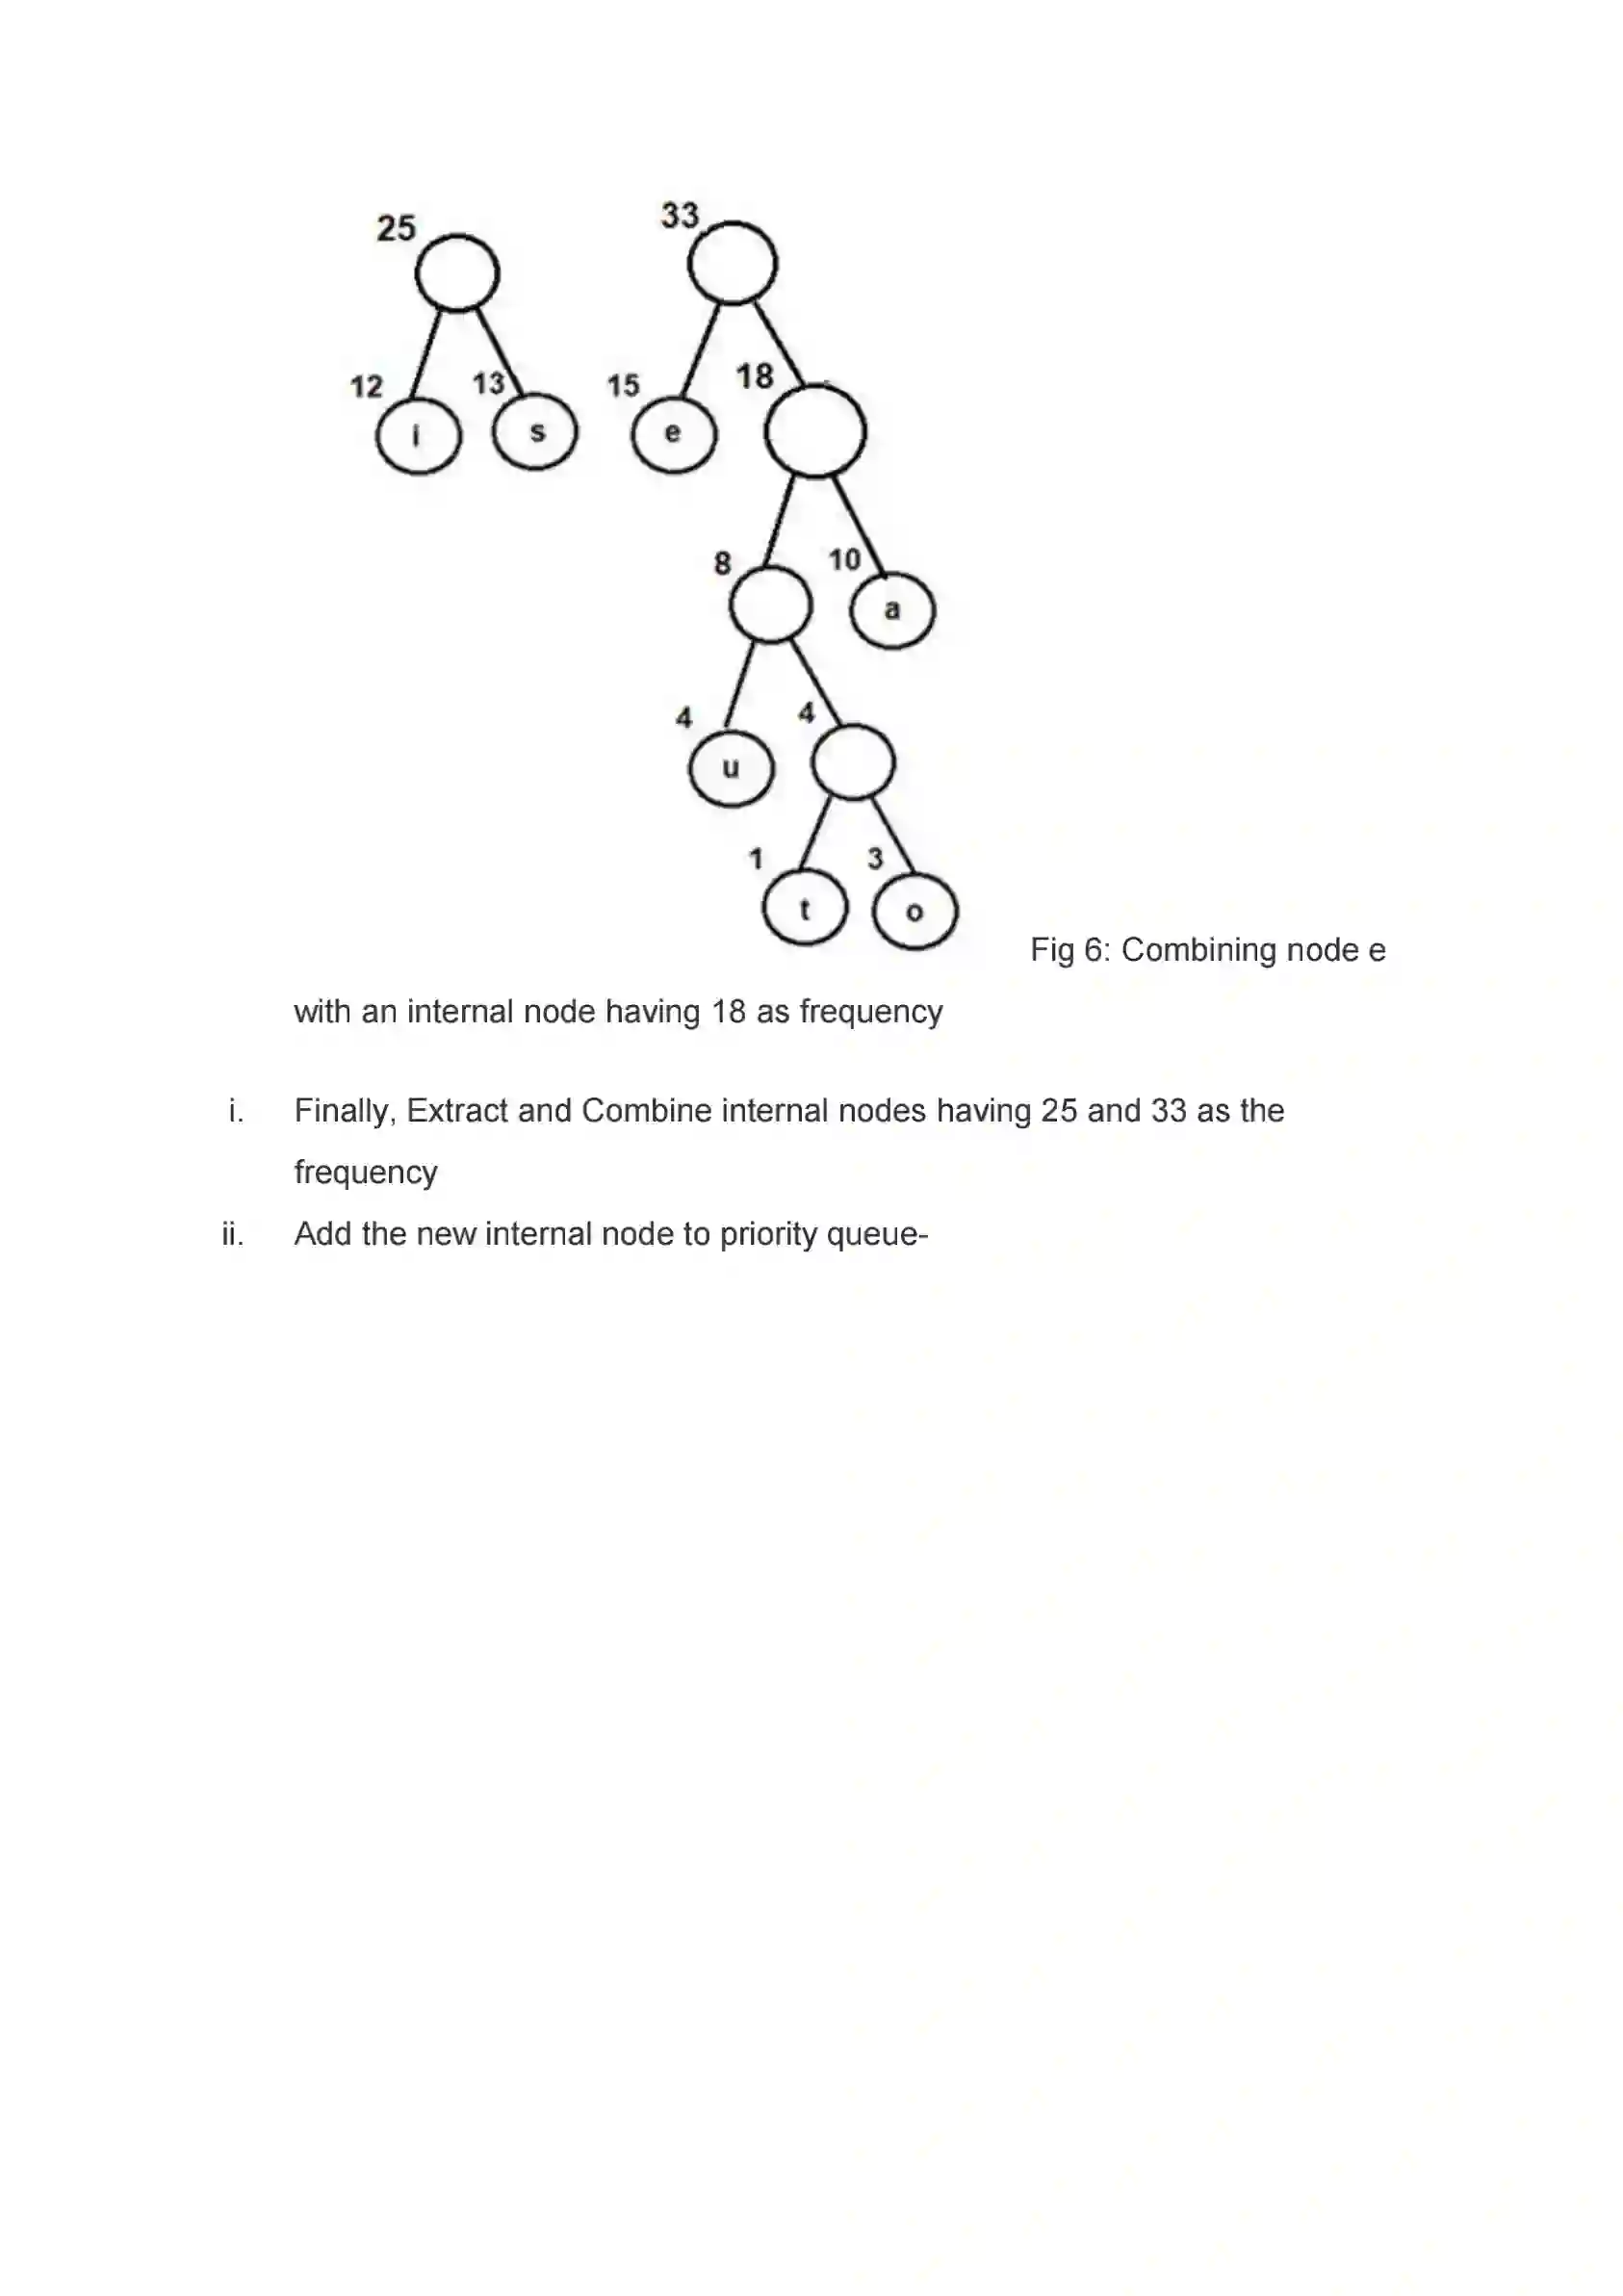 25
33
12
13
15
18
i
s
e
8
10
a
4
4
u
1
3
t
o
Fig 6: Combining node e
with an internal node having 18 as frequency
i. Finally, Extract and Combine internal nodes having 25 and 33 as the
frequency
ii. Add the new internal node to priority queue-